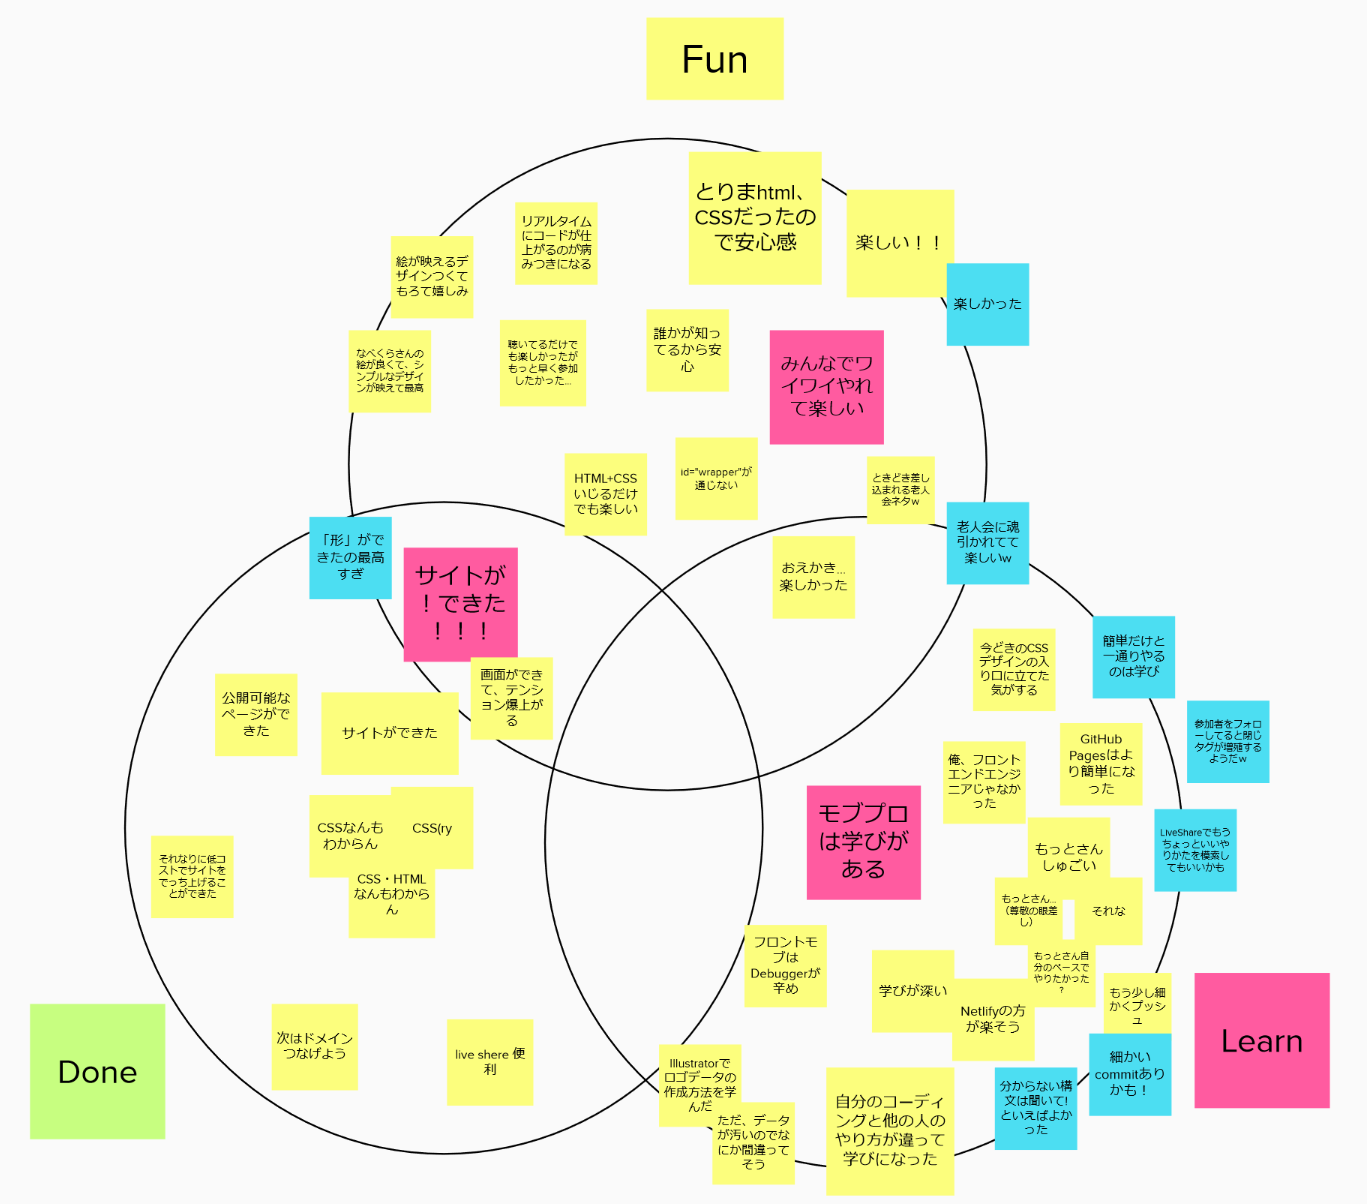 Fun
とりまhtml、
CSSだったの
で安心感
リアルタイム
にコードが仕
上がるのが病
みつきになる
楽しい！！
絵が映えるデ
ザインつくて
もろて嬉しみ
楽しかった
なべくらさんの
絵が良くて、シ
ンプルなデザイ
ンが映えて最高
聴いてるだけで
も楽しかったが
もっと早く参加
したかった...
誰かが知っ
てるから安
心
みんなでワ
イワイやれ
て楽しい
HTML+CSS
いじるだけ
でも楽しい
id="wrapper"が
通じない
ときどき差し
込まれる老人
会ネタｗ
老人会に魂
引かれてて
楽しいw
「形」がで
きたの最高
すぎ
サイトが
！できた
！！！
おえかき...
楽しかった
画面ができ
て、テンシ
ョン爆上が
る
今どきのCSS
デザインの入
り口に立てた
気がする
簡単だけと
一通りやる
のは学び
公開可能な
ページがで
きた
サイトができた
参加者をフォロ
ーしてると閉じ
タグが増殖する
ようだｗ
GitHub
Pagesはよ
り簡単にな
った
俺、フロント
エンドエンジ
ニアじゃなか
った
モブプロ
は学びが
ある
CSSなんも
わからん
CSS(ry
CSS・HTML
なんもわから
ん
それなりに低コ
ストでサイトを
でっち上げるこ
とができた
もっとさん
しゅごい
LiveShareでもう
ちょっといいや
りかたを模索し
てもいいかも
もっとさん...
（尊敬の眼差
し）
それな
フロントモ
ブは
Debuggerが
辛め
もっとさん自
分のペースで
やりたかった
?
学びが深い
Netlifyの方
が楽そう
もう少し細
かくプッシ
ュ
Done
次はドメイン
つなげよう
live shere 便
利
Illustratorで
ロゴデータの
作成方法を学
んだ
ただ、データ
が汚いのでな
にか間違って
そう
自分のコーディ
ングと他の人の
やり方が違って
学びになった
分からない構
文は聞いて!
といえばよか
った
細かい
commitあり
かも！
Learn